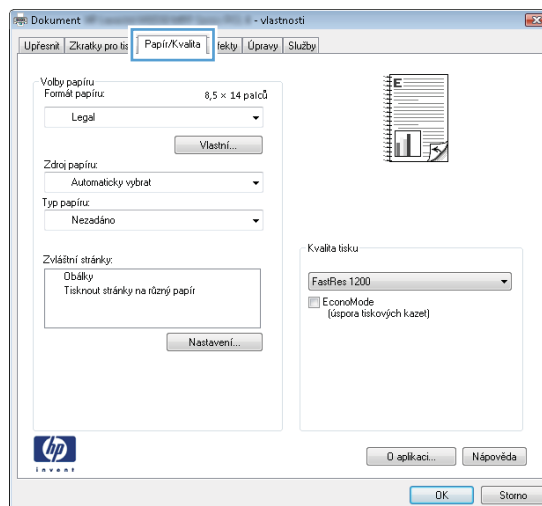 Dokument - vlastnosti
Upřesnit Zkratky pro tis Papír/Kvalita fekty Úpravy Služby
Volby papíru
Formát papíru: 8,5 × 14 palců
Legal
Vlastní...
Zdroj papíru:
Automaticky vybrat
Typ papíru:
Nezadáno
Zvláštní stránky:
Obálky
Tisknout stránky na různý papír
Nastavení...
E
Kvalita tisku
FastRes 1200
EconoMode
(úspora tiskových kazet)
hp
invent
O aplikaci... Nápověda
OK Storno